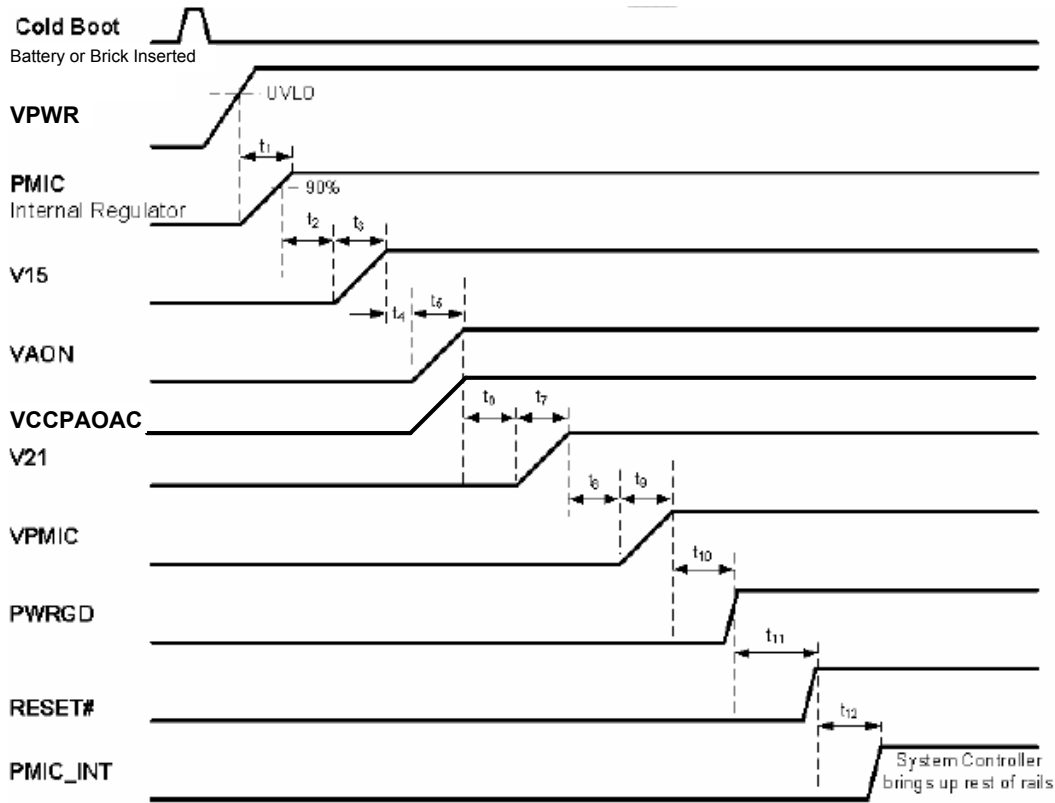 Cold Boot
Battery or Brick Inserted
UVLO
VPWR
t1
PMIC
90%
Internal Regulator
t2 t3
V15
t4 t5
VAON
VCCPAOAC
t6 t7
V21
t8 t9
VPMIC
t10
PWRGD
t11
RESET#
t12
PMIC_INT
System Controller
brings up rest of rails